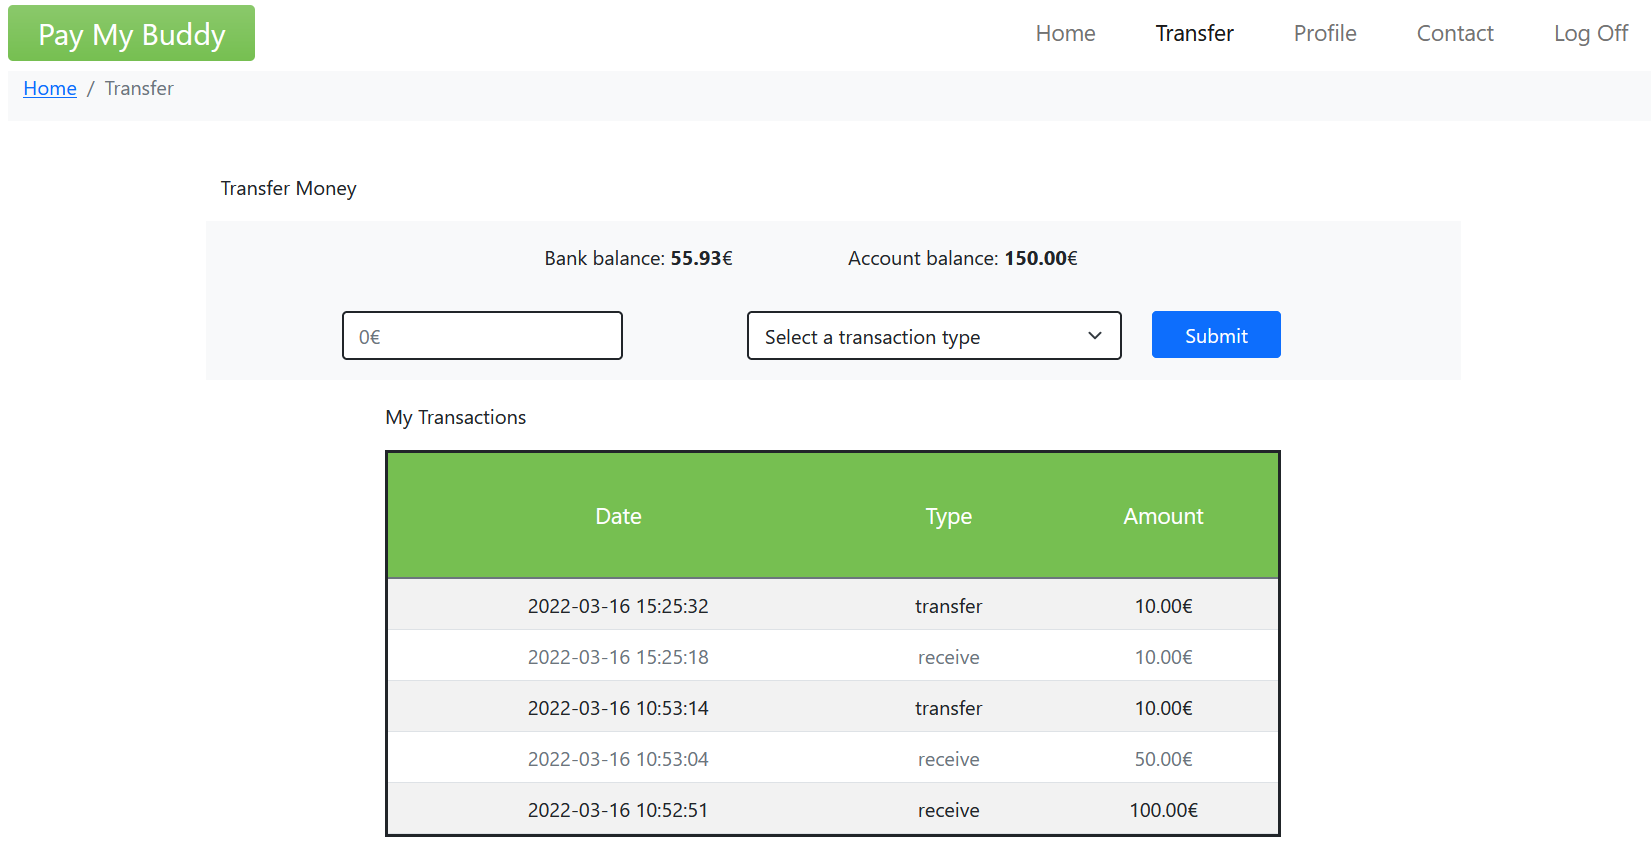 Pay My Buddy Home Transfer Profile Contact Log Off
Home / Transfer
Transfer Money
Bank balance: 55.93€ Account balance: 150.00€
0€ Select a transaction type Submit
My Transactions
Date Type Amount
2022-03-16 15:25:32 transfer 10.00€
2022-03-16 15:25:18 receive 10.00€
2022-03-16 10:53:14 transfer 10.00€
2022-03-16 10:53:04 receive 50.00€
2022-03-16 10:52:51 receive 100.00€